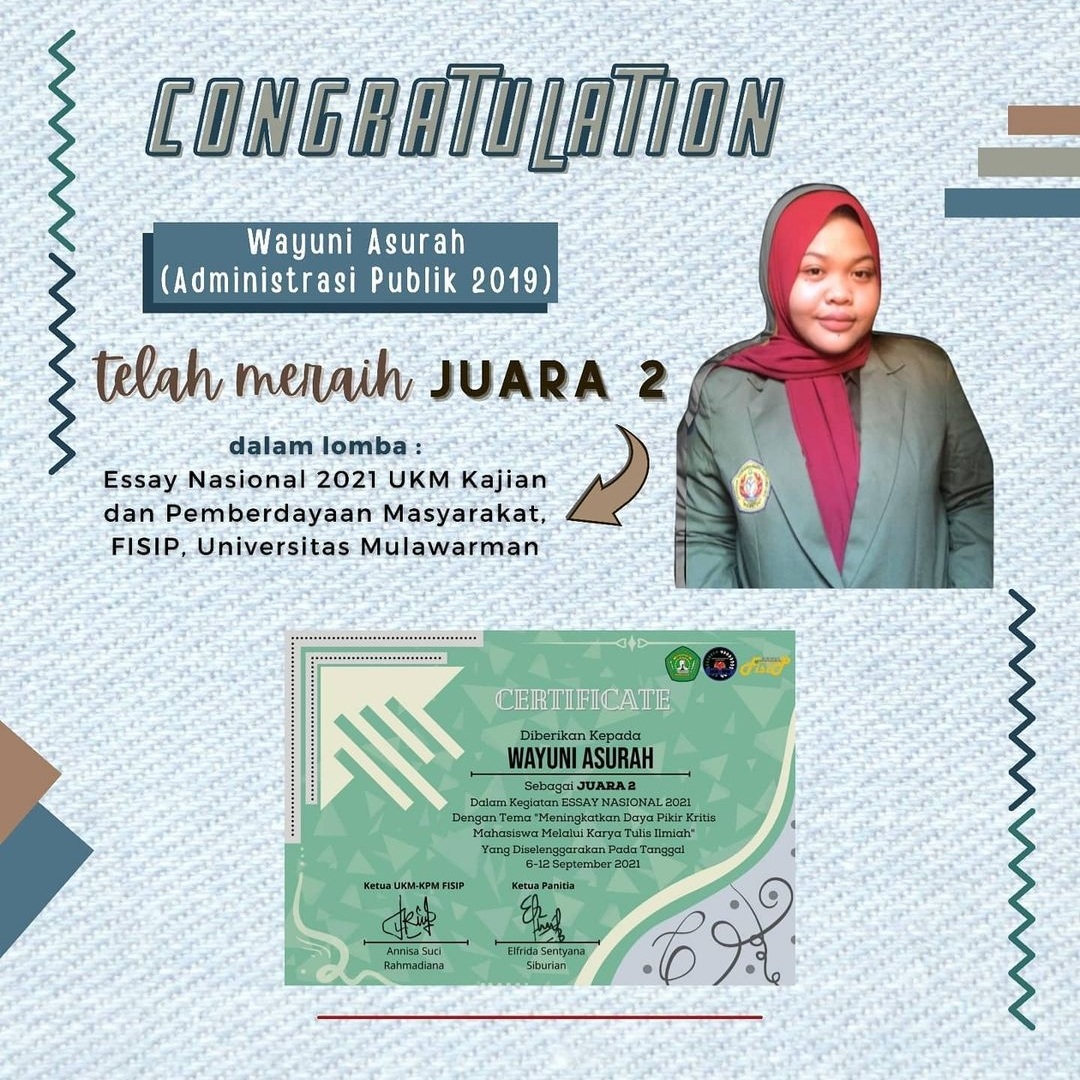 CONGRATULATION
Wayuni Asurah
(Administrasi Publik 2019)
telah meraih JUARA 2
dalam lomba :
Essay Nasional 2021 UKM Kajian
dan Pemberdayaan Masyarakat,
FISIP, Universitas Mulawarman
CERTIFICATE
Diberikan Kepada
WAYUNI ASURAH
Sebagai JUARA 2
Dalam Kegiatan ESSAY NASIONAL 2021
Dengan Tema "Meningkatkan Daya Pikir Kritis
Mahasiswa Melalui Karya Tulis Ilmiah"
Yang Diselenggarakan Pada Tanggal
6-12 September 2021
Ketua UKM-KPM FISIP
Ketua Panitia
Annisa Suci
Rahmadiana
Elfrida Sentyana
Siburian